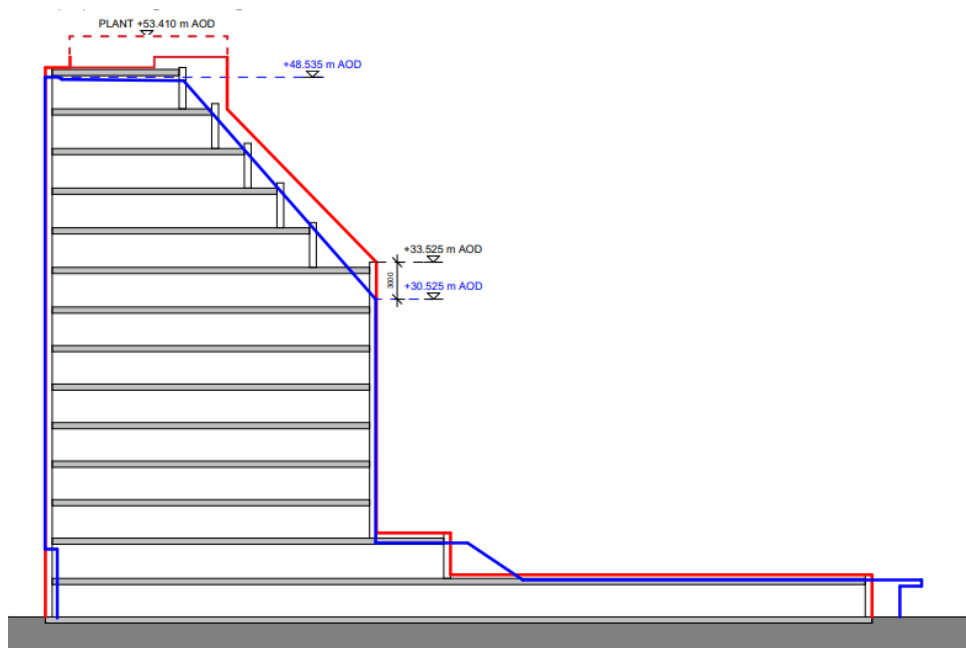 PLANT +53.410 m AOD
+48.535 m AOD
+33.525 m AOD
3000
+30.525 m AOD